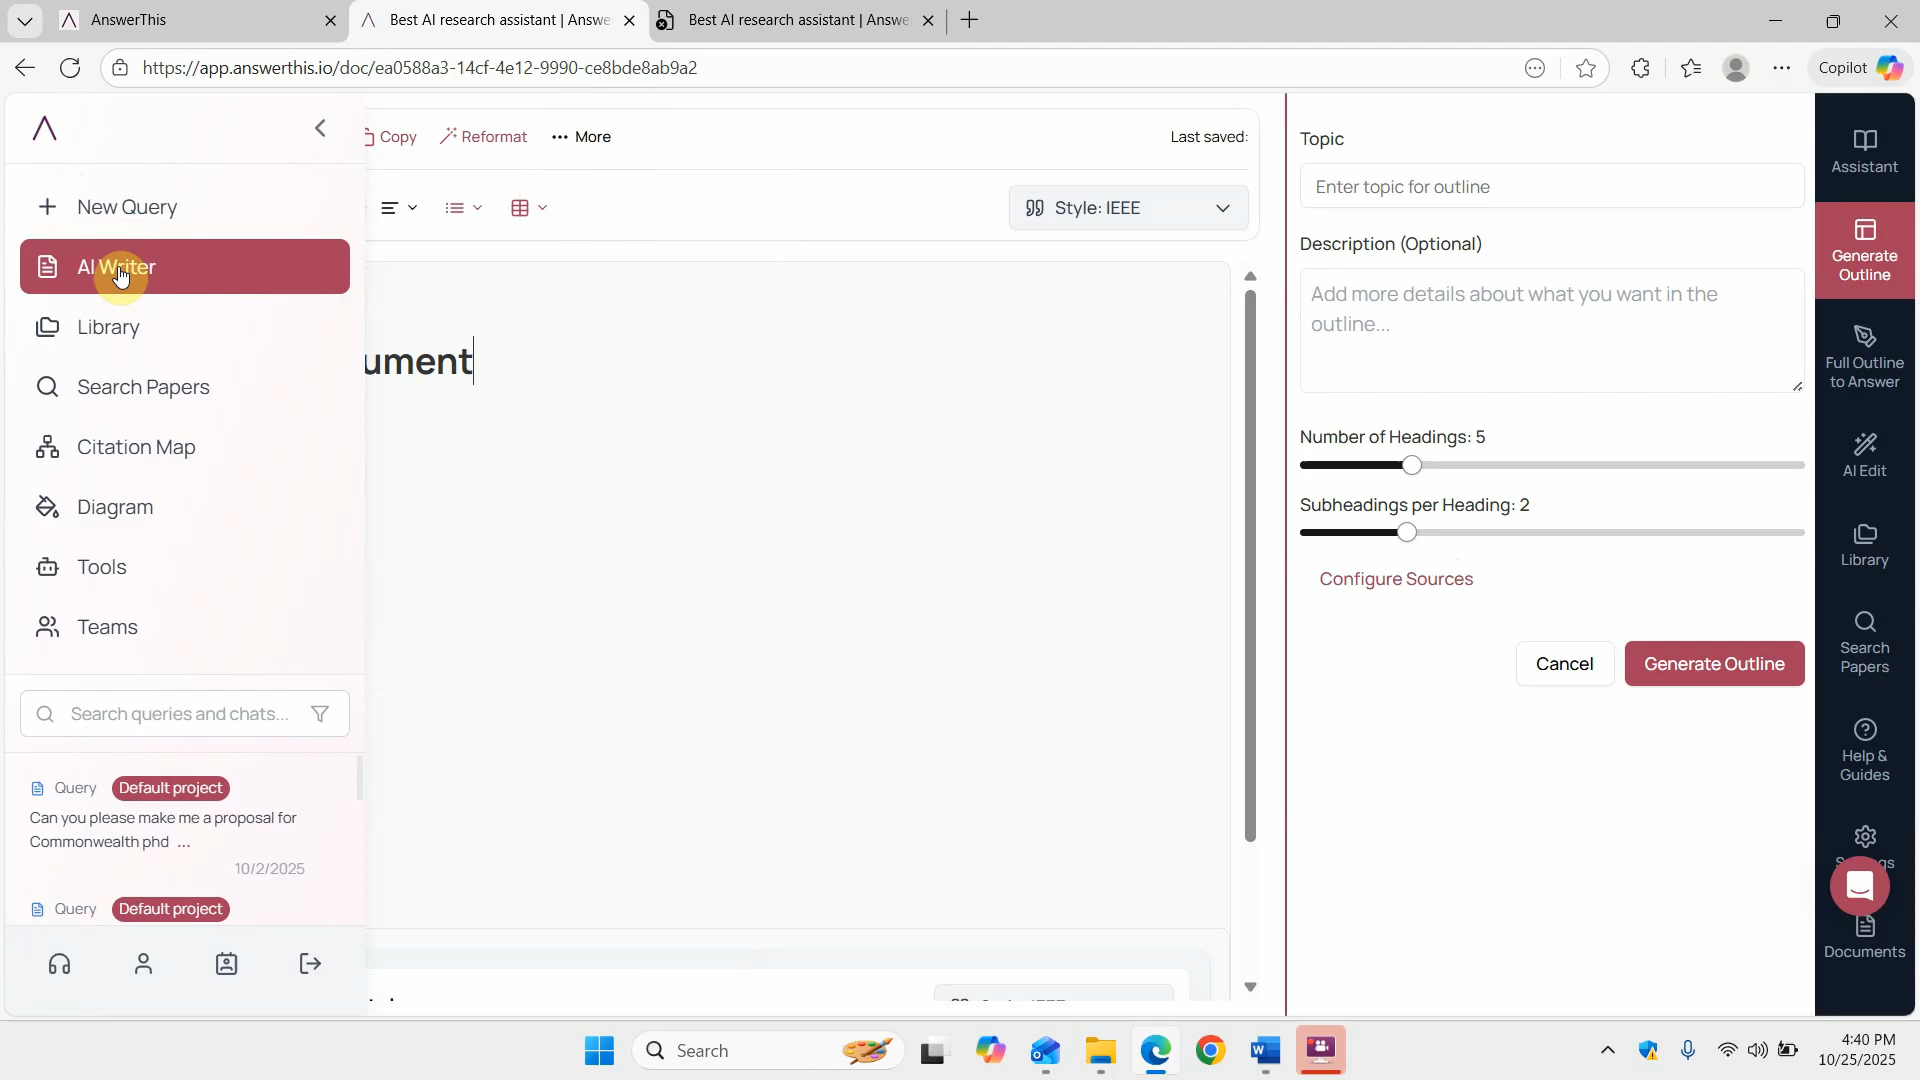 AnswerThis
Best AI research assistant | Answe
Best AI research assistant | Answe
https://app.answerthis.io/doc/ea0588a3-14cf-4e12-9990-ce8bde8ab9a2
Copilot
New Query
AI Writer
Library
Search Papers
Citation Map
Diagram
Tools
Teams
Search queries and chats...
Query Default project
Can you please make me a proposal for
Commonwealth phd ...
10/2/2025
Query Default project
Copy
Reformat
More
Last saved:
Style: IEEE
ument
Topic
Enter topic for outline
Description (Optional)
Add more details about what you want in the
outline...
Number of Headings: 5
Subheadings per Heading: 2
Configure Sources
Cancel
Generate Outline
Assistant
Generate
Outline
Full Outline
to Answer
AI Edit
Library
Search
Papers
Help &
Guides
Documents
Search
4:40 PM
10/25/2025